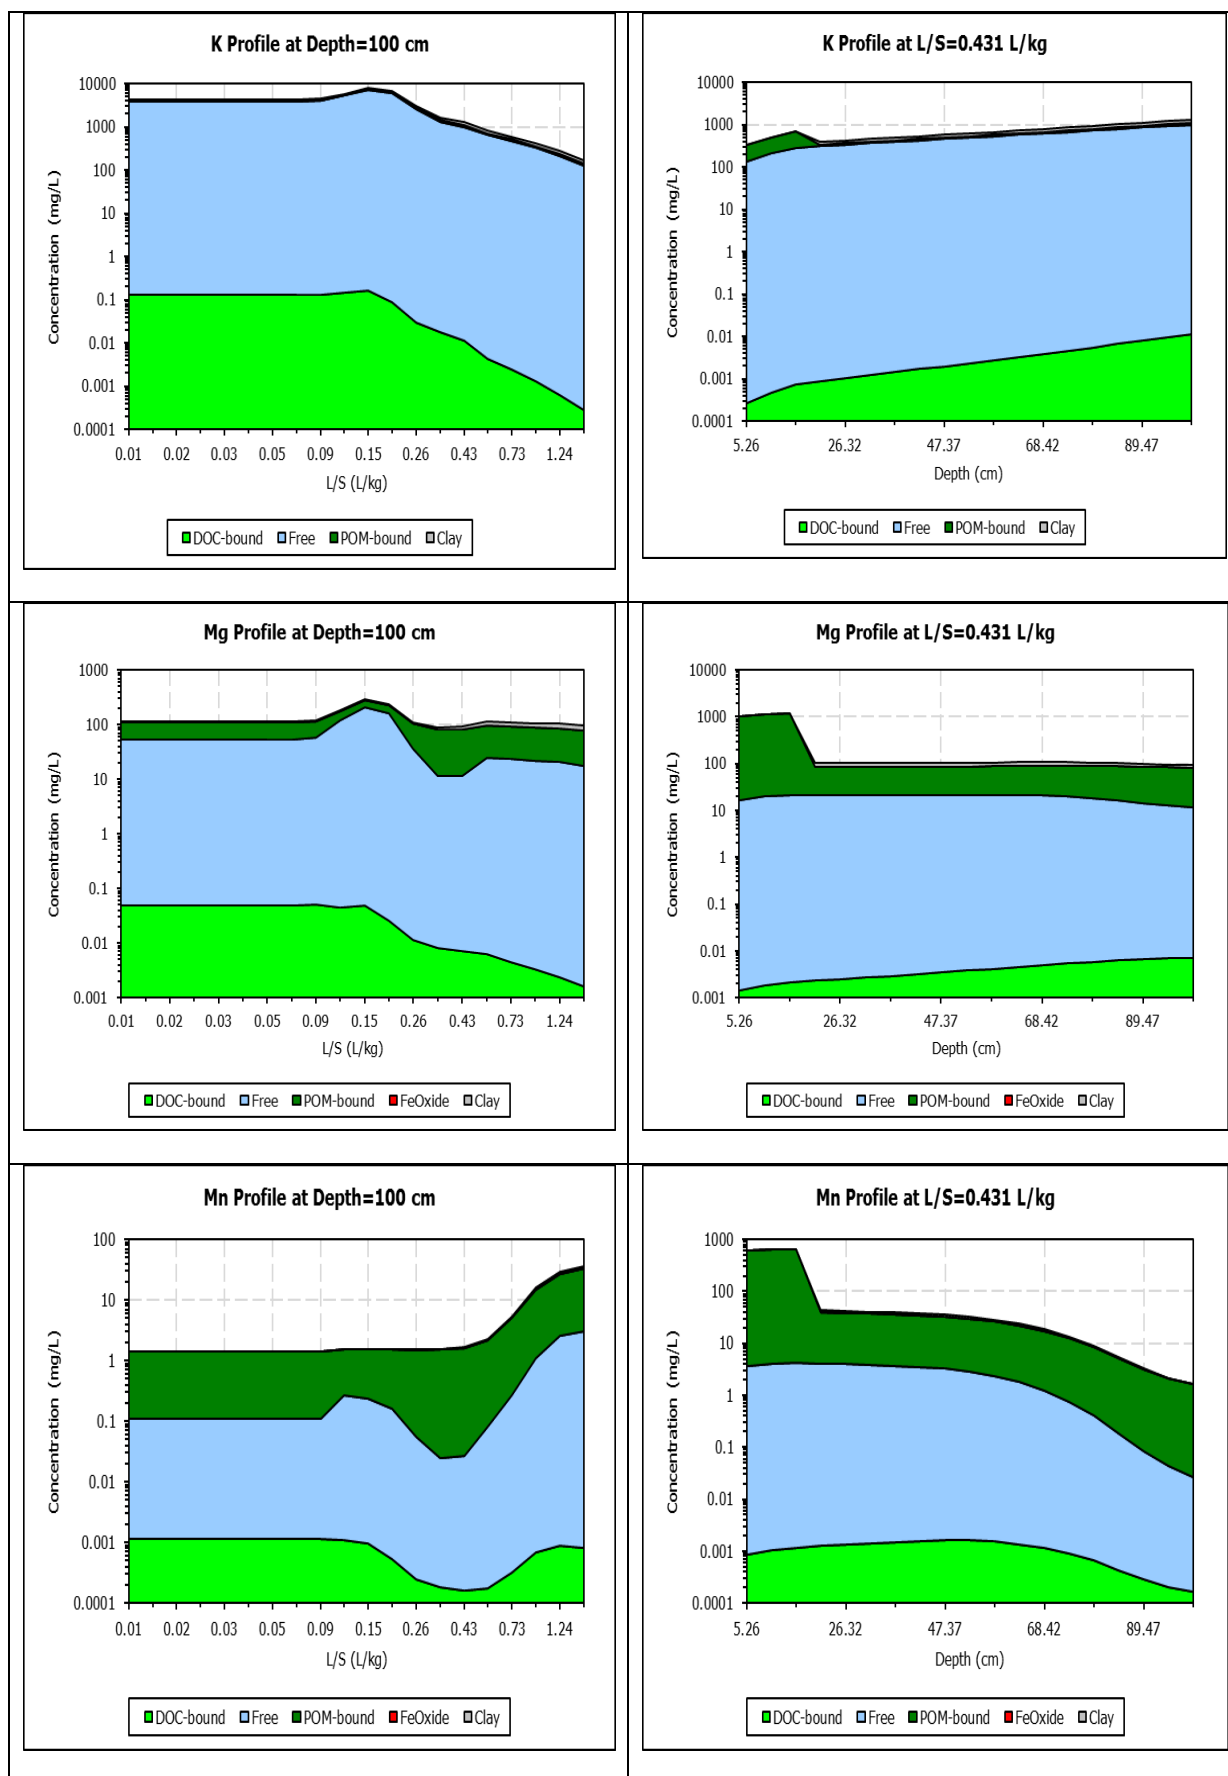 K Profile at Depth=100 cm
Concentration (mg/L)
10000
1000
100
10
1
0.1
0.01
0.001
0.0001
0.01 0.02 0.03 0.05 0.09 0.15 0.26 0.43 0.73 1.24
L/S (L/kg)
DOC-bound Free POM-bound Clay
K Profile at L/S=0.431 L/kg
Concentration (mg/L)
10000
1000
100
10
1
0.1
0.01
0.001
0.0001
5.26 26.32 47.37 68.42 89.47
Depth (cm)
DOC-bound Free POM-bound Clay
Mg Profile at Depth=100 cm
Concentration (mg/L)
1000
100
10
1
0.1
0.01
0.001
0.01 0.02 0.03 0.05 0.09 0.15 0.26 0.43 0.73 1.24
L/S (L/kg)
DOC-bound Free POM-bound FeOxide Clay
Mg Profile at L/S=0.431 L/kg
Concentration (mg/L)
10000
1000
100
10
1
0.1
0.01
0.001
5.26 26.32 47.37 68.42 89.47
Depth (cm)
DOC-bound Free POM-bound FeOxide Clay
Mn Profile at Depth=100 cm
Concentration (mg/L)
100
10
1
0.1
0.01
0.001
0.0001
0.01 0.02 0.03 0.05 0.09 0.15 0.26 0.43 0.73 1.24
L/S (L/kg)
DOC-bound Free POM-bound FeOxide Clay
Mn Profile at L/S=0.431 L/kg
Concentration (mg/L)
1000
100
10
1
0.1
0.01
0.001
0.0001
5.26 26.32 47.37 68.42 89.47
Depth (cm)
DOC-bound Free POM-bound FeOxide Clay